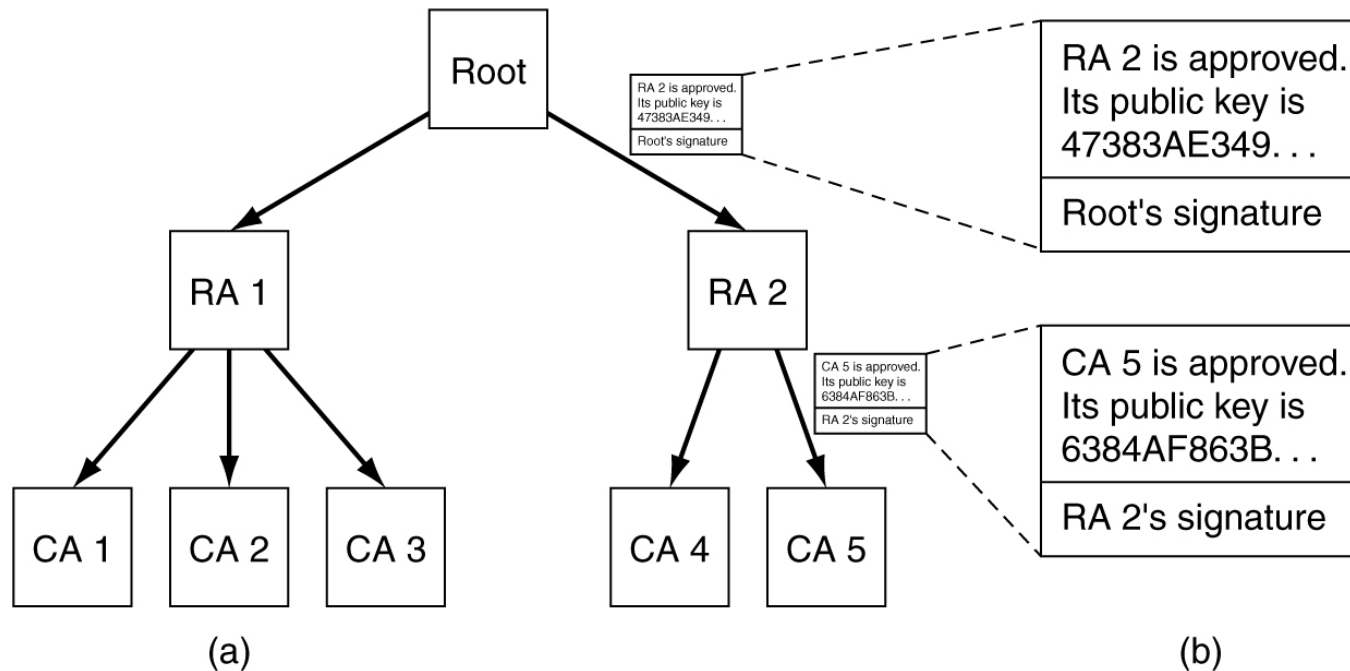 Root
RA 2 is approved.
Its public key is
47383AE349. . .
Root's signature
RA 2 is approved.
Its public key is
47383AE349. . .
Root's signature
RA 1
RA 2
CA 5 is approved.
Its public key is
6384AF863B. . .
RA 2's signature
CA 5 is approved.
Its public key is
6384AF863B. . .
RA 2's signature
CA 1
CA 2
CA 3
CA 4
CA 5
(a)
(b)